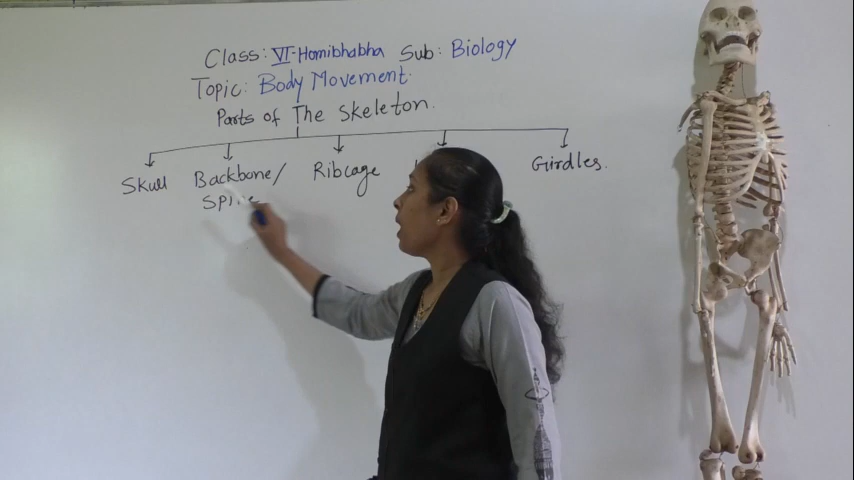 Class: VI-Homibhabha Sub: Biology
Topic: Body Movement
Parts of The Skeleton.
Skull Backbone/ Ribcage Girdles.